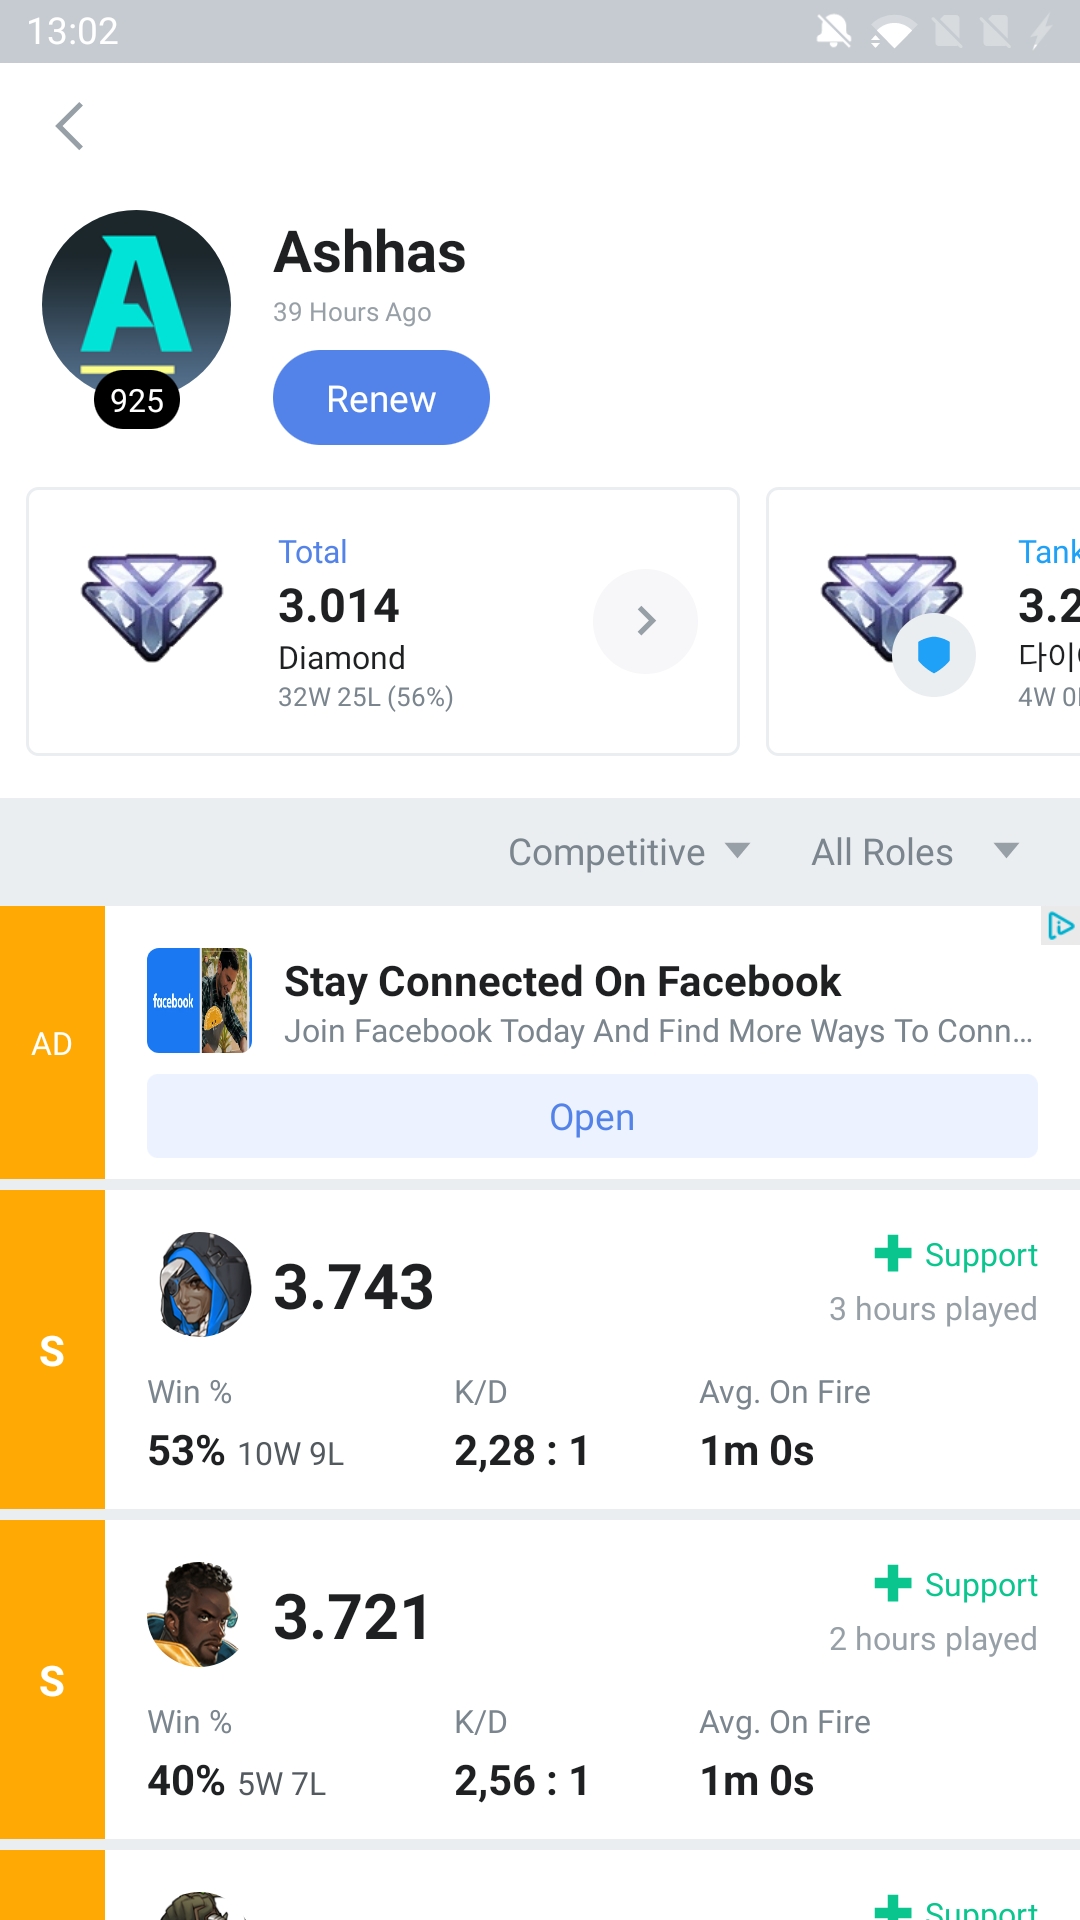 13:02
Ashhas
39 Hours Ago
925
Renew
Total
3.014
Diamond
32W 25L (56%)
Tank
3.2
다이
4W 0
Competitive
All Roles
AD
facebook
Stay Connected On Facebook
Join Facebook Today And Find More Ways To Conn...
Open
S
3.743
Support
3 hours played
Win %
K/D
Avg. On Fire
53% 10W 9L
2,28 : 1
1m 0s
S
3.721
Support
2 hours played
Win %
K/D
Avg. On Fire
40% 5W 7L
2,56 : 1
1m 0s
Support